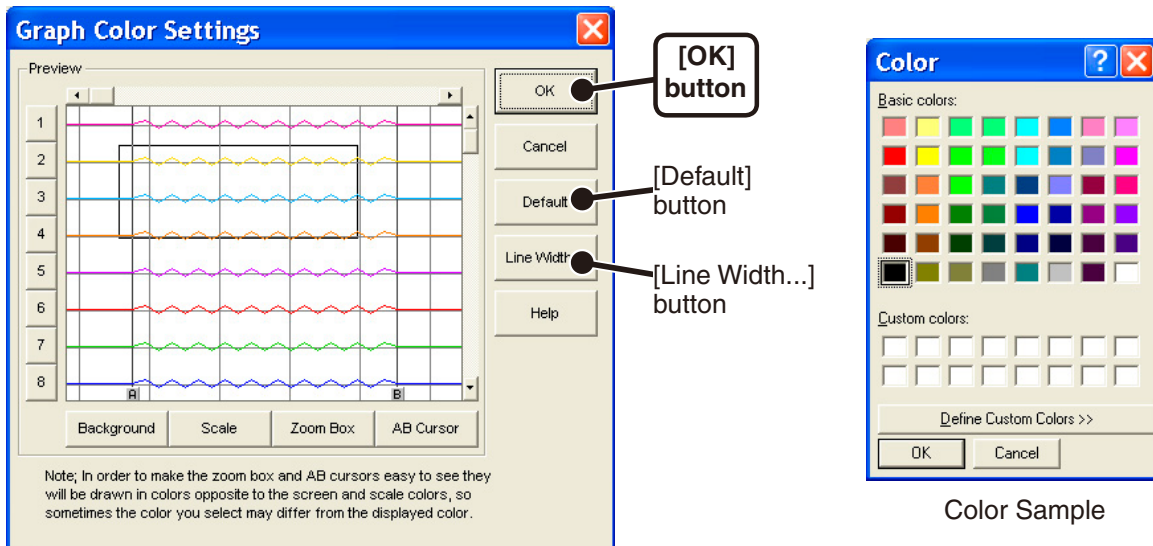 Graph Color Settings
Preview
1
2
3
4
5
6
7
8
A
B
Background
Scale
Zoom Box
AB Cursor
Note; In order to make the zoom box and AB cursors easy to see they
will be drawn in colors opposite to the screen and scale colors, so
sometimes the color you select may differ from the displayed color.
OK
Cancel
Default
Line Width
Help
[OK]
button
[Default]
button
[Line Width...]
button
Color
?
Basic colors:
Custom colors:
Define Custom Colors >>
OK
Cancel
Color Sample